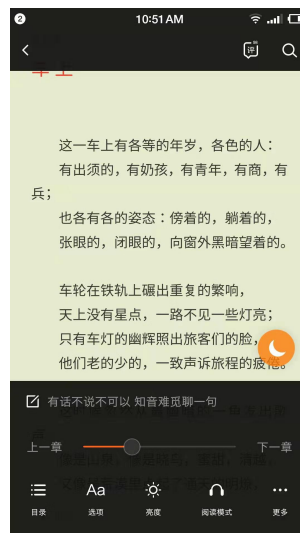 2
10:51 AM
评
车上
这一车上有各等的年岁，各色的人：
有出须的，有奶孩，有青年，有商，有
兵；
也各有各的姿态：傍着的，躺着的，
张眼的，闭眼的，向窗外黑暗望着的。
车轮在铁轨上碾出重复的繁响，
天上没有星点，一路不见一些灯亮；
只有车灯的幽辉照出旅客们的脸，
他们老的少的，一致声诉旅程的疲倦。
有话不说不可以 知音难觅聊一句
上一章
下一章
目录
Aa
选项
亮度
阅读模式
更多